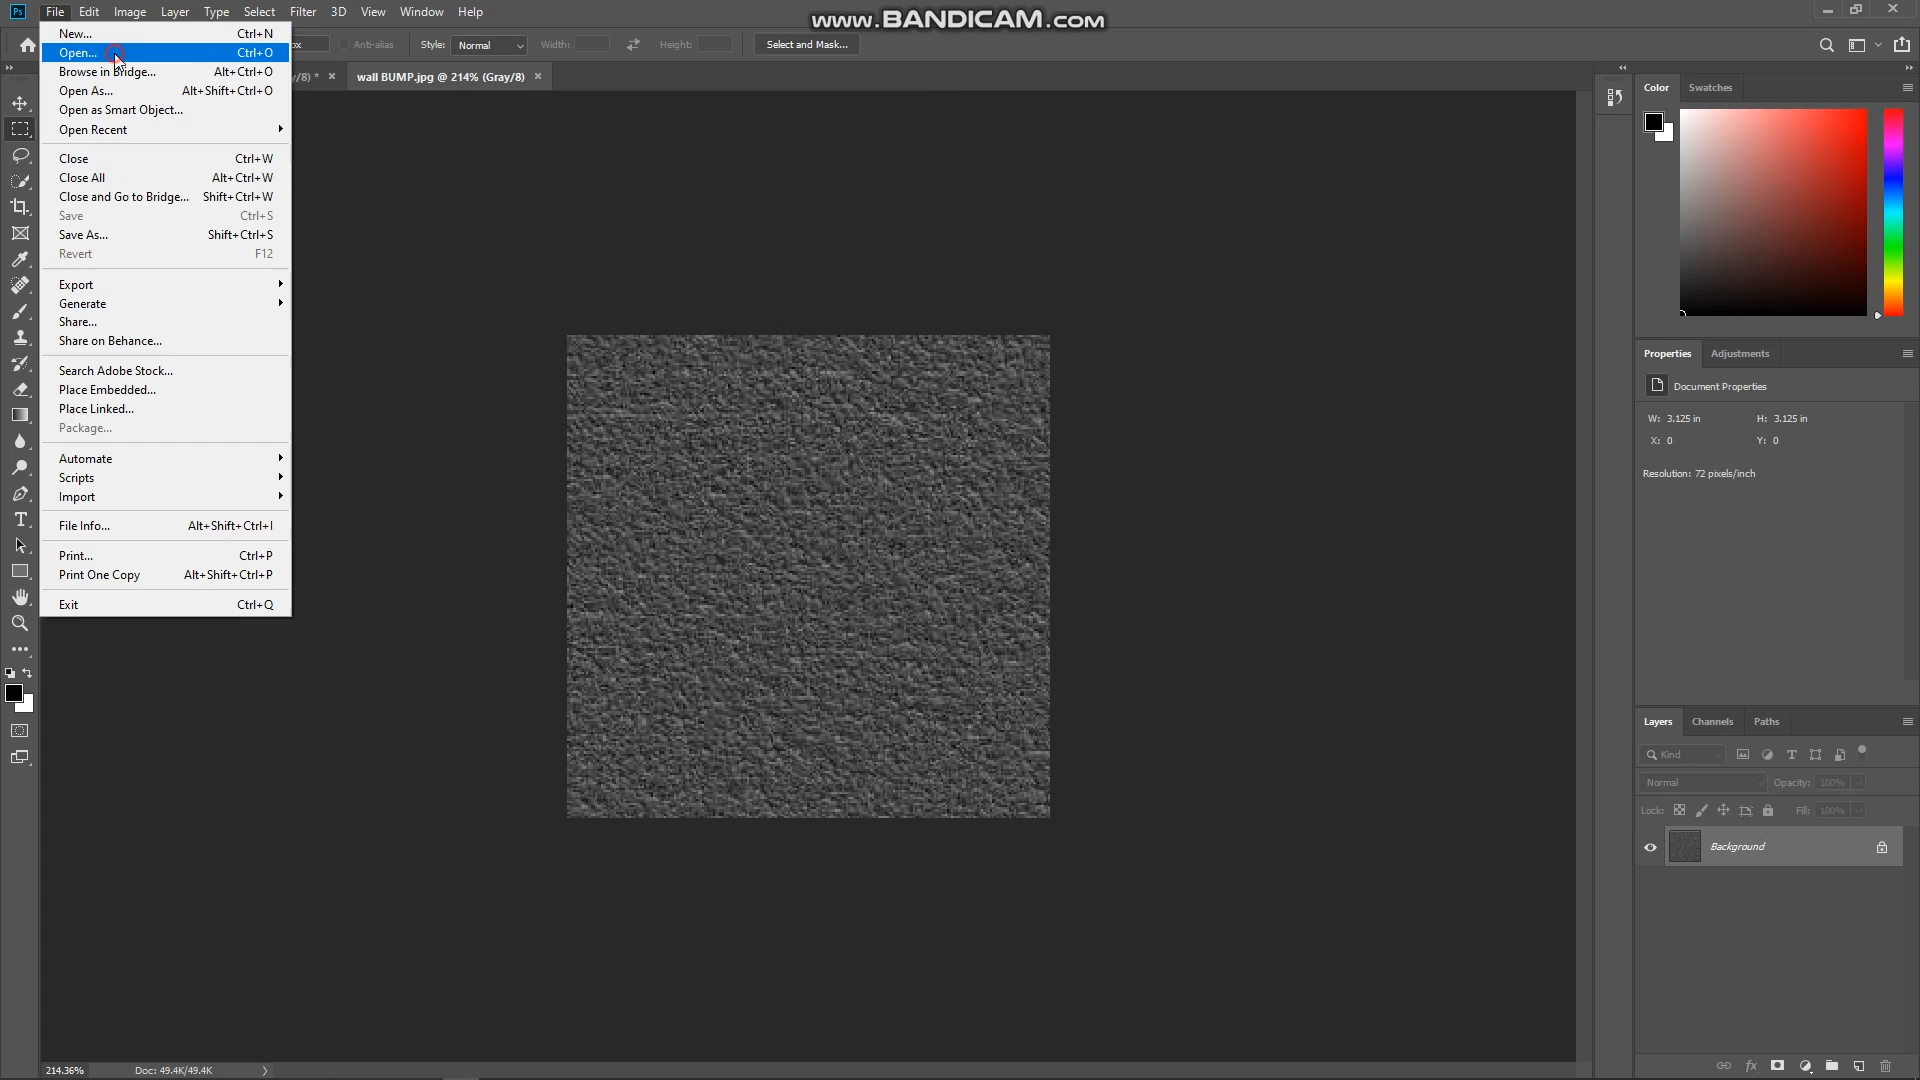 Ps File Edit Image Layer Type Select Filter 3D View Window Help
www.BANDICAM.com
px Anti-alias Style: Normal Width: Height: Select and Mask...
y/8) * × wall BUMP.jpg @ 214% (Gray/8) ×
New... Ctrl+N
Open... Ctrl+O
Browse in Bridge... Alt+Ctrl+O
Open As... Alt+Shift+Ctrl+O
Open as Smart Object...
Open Recent
Close Ctrl+W
Close All Alt+Ctrl+W
Close and Go to Bridge... Shift+Ctrl+W
Save Ctrl+S
Save As... Shift+Ctrl+S
Revert F12
Export
Generate
Share...
Share on Behance...
Search Adobe Stock...
Place Embedded...
Place Linked...
Package...
Automate
Scripts
Import
File Info... Alt+Shift+Ctrl+I
Print... Ctrl+P
Print One Copy Alt+Shift+Ctrl+P
Exit Ctrl+Q
Color Swatches
Properties Adjustments
Document Properties
W: 3.125 in H: 3.125 in
X: 0 Y: 0
Resolution: 72 pixels/inch
Layers Channels Paths
Kind
Normal Opacity: 100%
Lock: Fill: 100%
Background
fx
214.36% Doc: 49.4K/49.4K